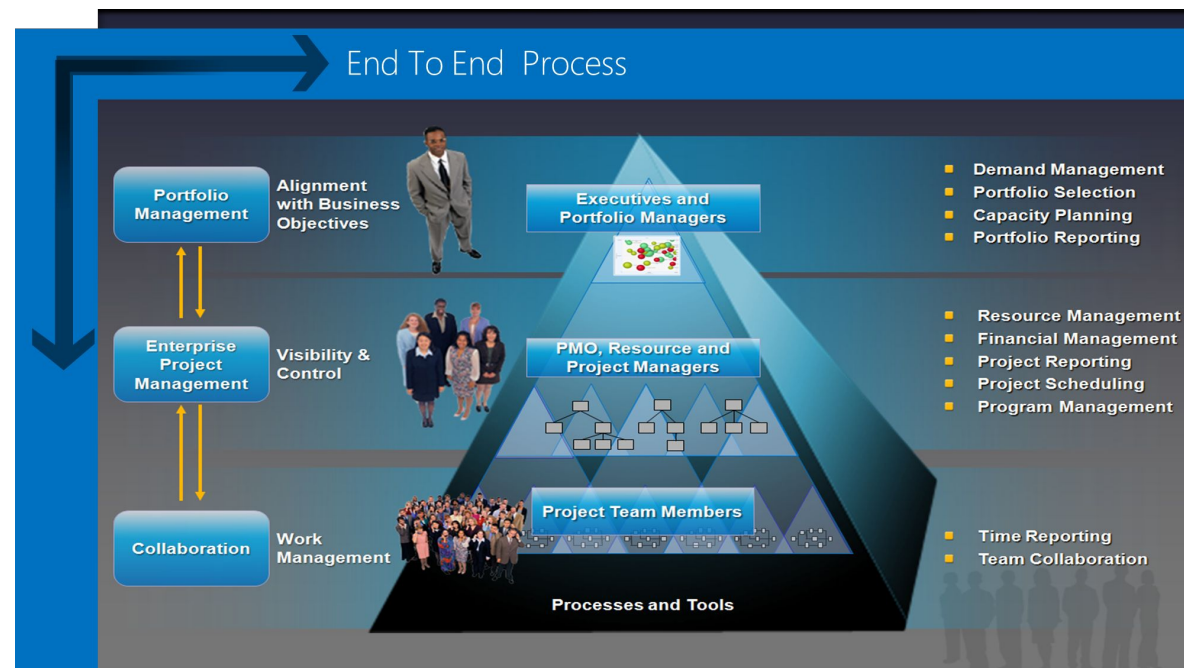 End To End Process
Portfolio
Management
Alignment
with Business
Objectives
Executives and
Portfolio Managers
Demand Management
Portfolio Selection
Capacity Planning
Portfolio Reporting
Enterprise
Project
Management
Visibility &
Control
PMO, Resource and
Project Managers
Resource Management
Financial Management
Project Reporting
Project Scheduling
Program Management
Collaboration
Work
Management
Project Team Members
Time Reporting
Team Collaboration
Processes and Tools